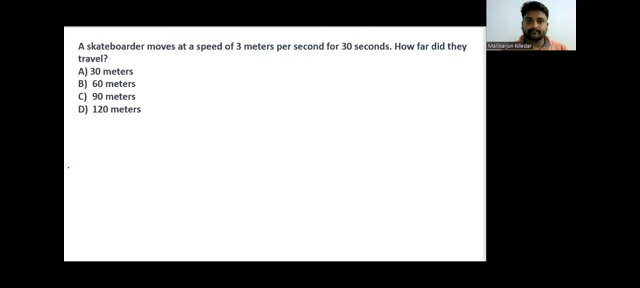 A skateboarder moves at a speed of 3 meters per second for 30 seconds. How far did they
travel?
A) 30 meters
B) 60 meters
C) 90 meters
D) 120 meters
Mallikarjun killedar